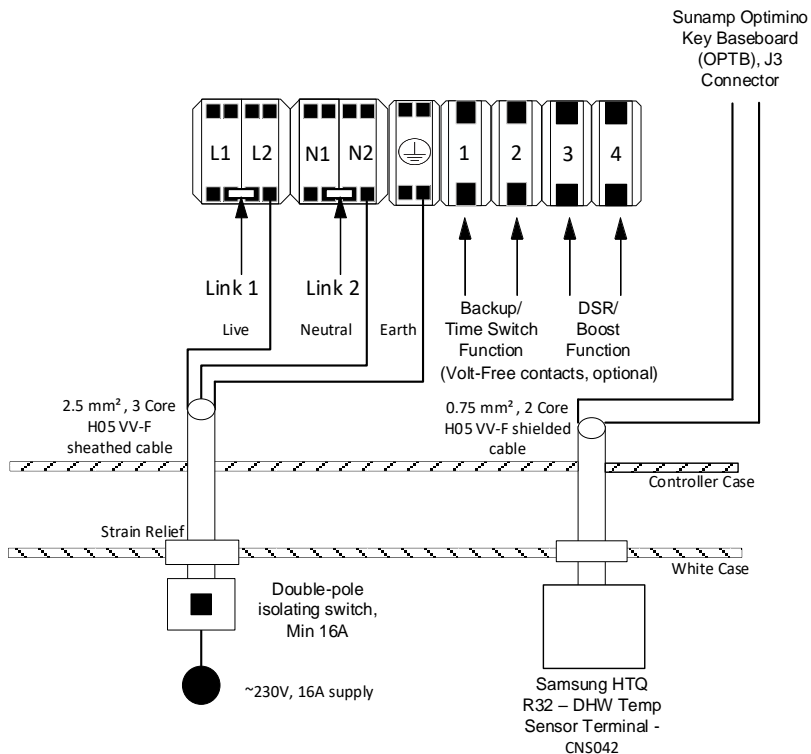 Sunamp Optimino
Key Baseboard
(OPTB), J3
Connector
L1 L2 N1 N2 1 2 3 4
Link 1
Link 2
Live
Neutral
Earth
Backup/
Time Switch
Function
DSR/
Boost
Function
(Volt-Free contacts, optional)
2.5 mm², 3 Core
H05 VV-F
sheathed cable
0.75 mm², 2 Core
H05 VV-F shielded
cable
Controller Case
Strain Relief
White Case
Double-pole
isolating switch,
Min 16A
~230V, 16A supply
Samsung HTQ
R32 – DHW Temp
Sensor Terminal -
CNS042